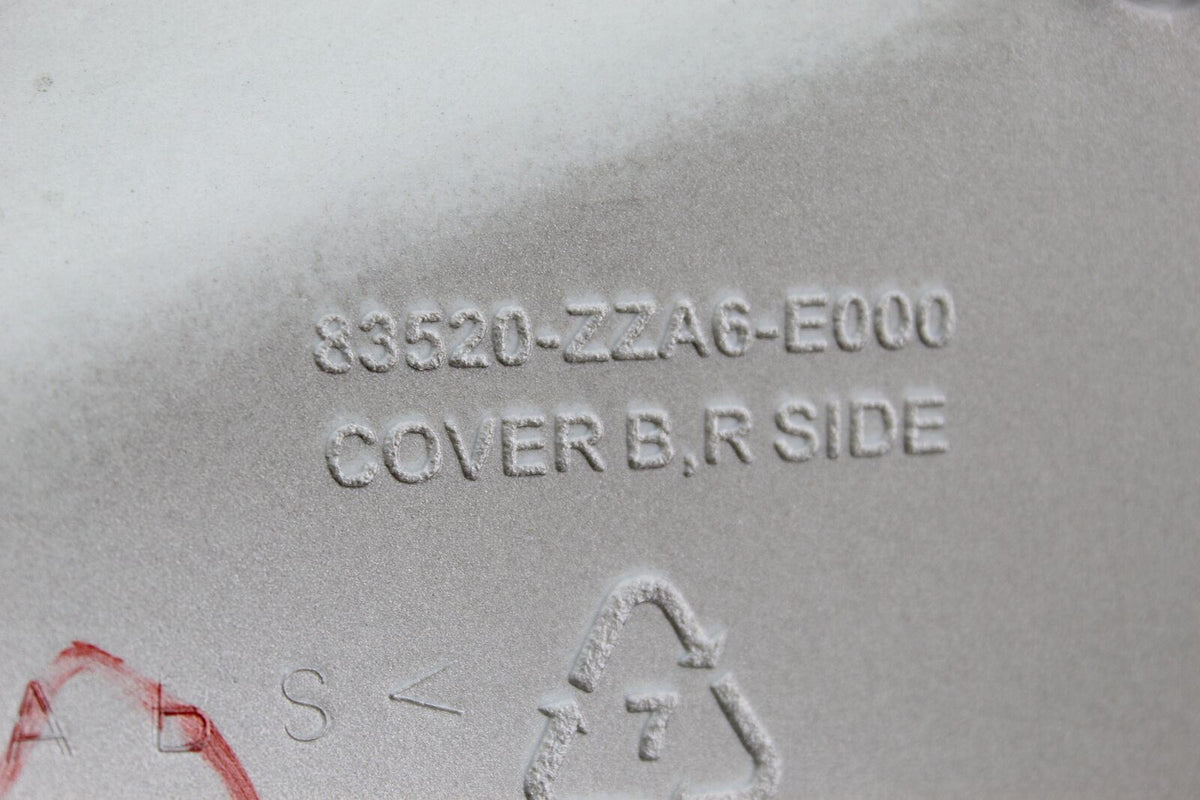 83520-ZZA6-E000
COVER B,R SIDE
A b S <
7